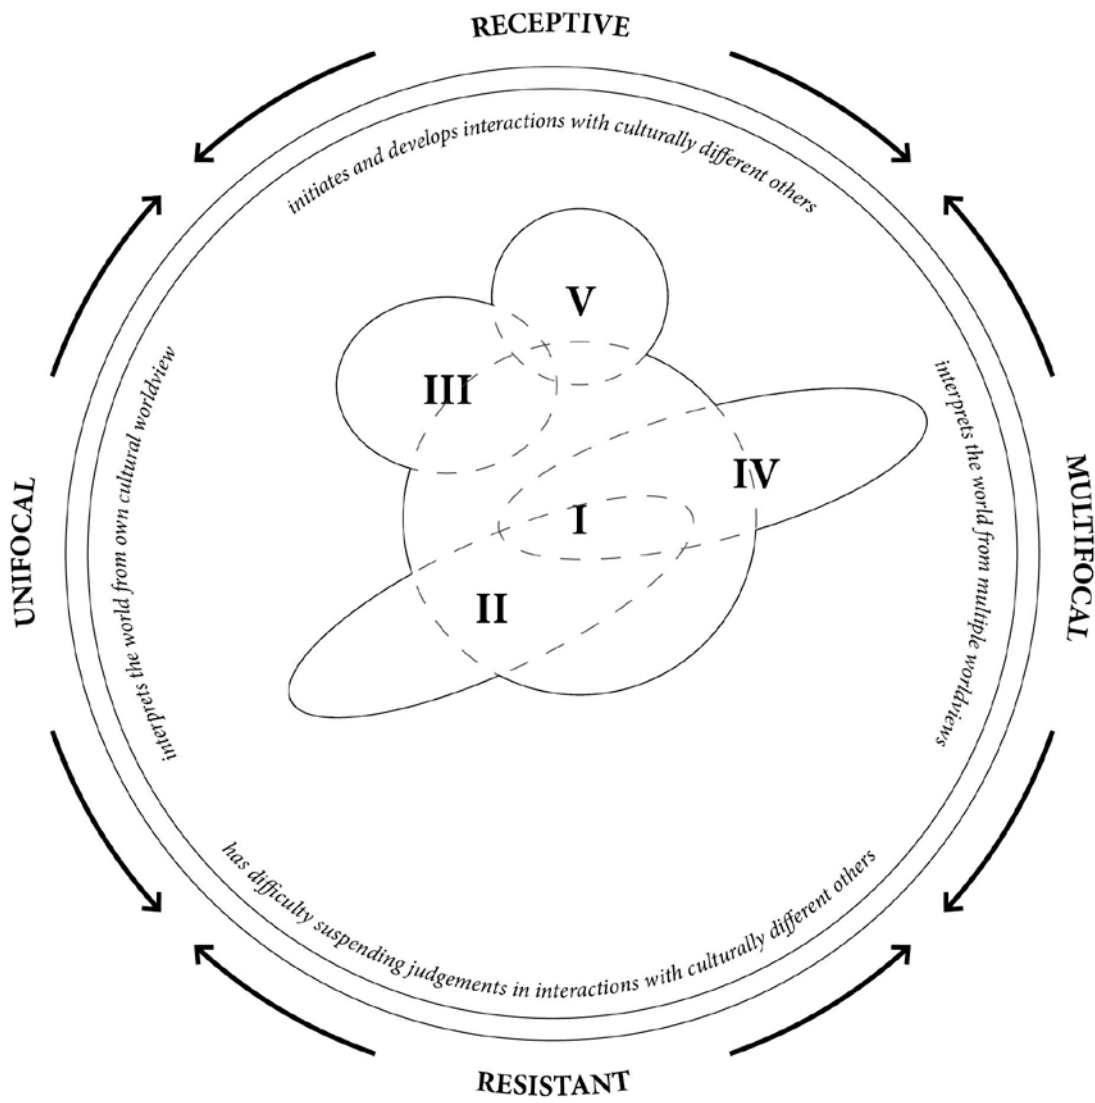 RECEPTIVE
initiates and develops interactions with culturally different others
V
III
IV
I
II
UNIFOCAL
interprets the world from own cultural worldview
interprets the world from multiple worldviews
MULTIFOCAL
has difficulty suspending judgements in interactions with culturally different others
RESISTANT